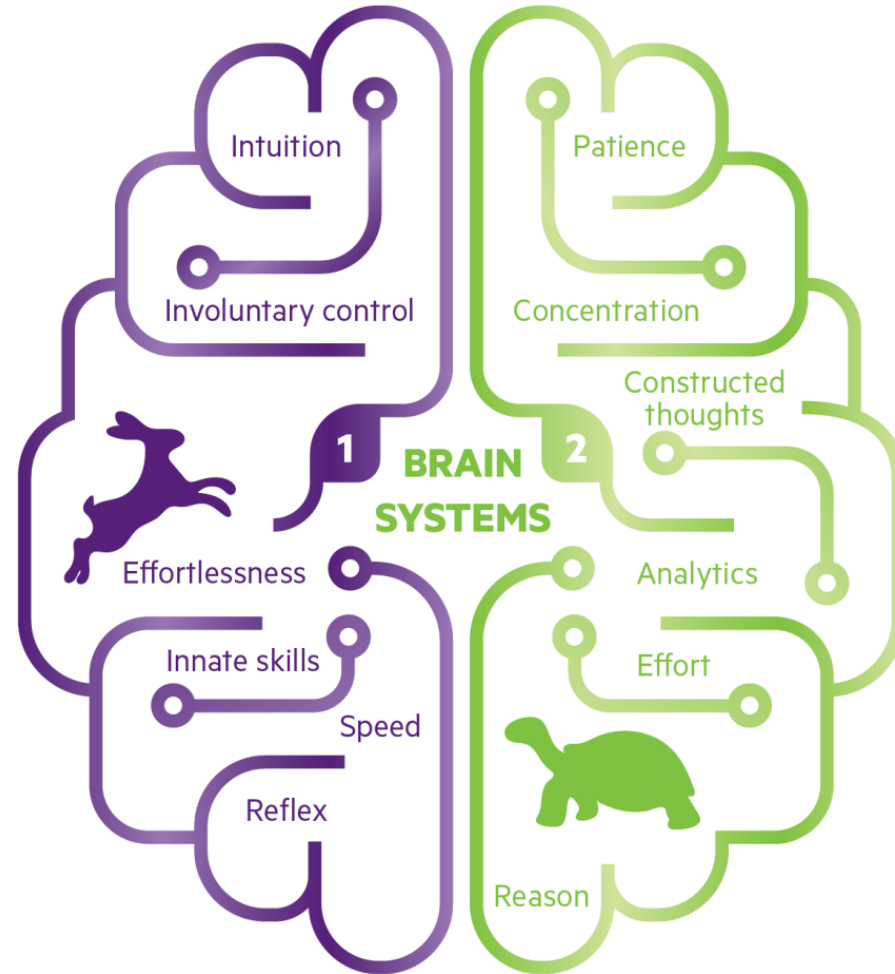 Intuition
Involuntary control
1
Effortlessness
Innate skills
Speed
Reflex
BRAIN
SYSTEMS
2
Patience
Concentration
Constructed
thoughts
Analytics
Effort
Reason